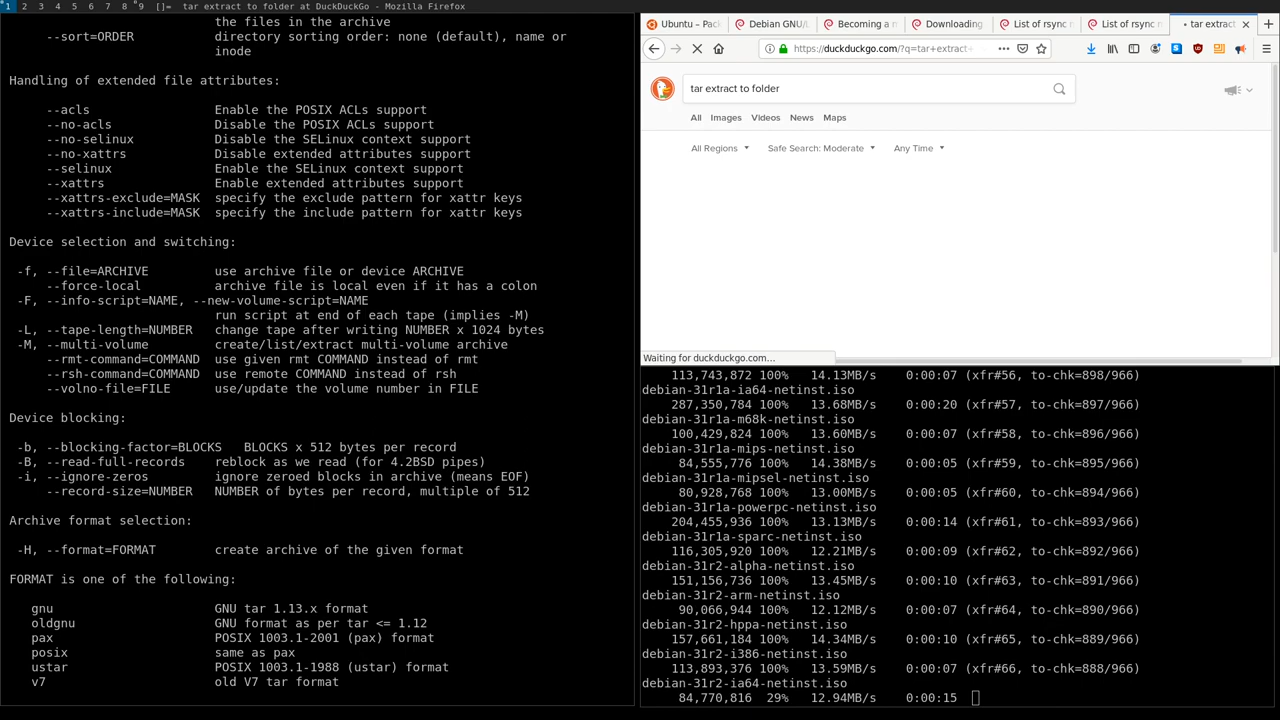 1 2 3 4 5 6 7 8 9 []= tar extract to folder at DuckDuckGo - Mozilla Firefox
the files in the archive
--sort=ORDER directory sorting order: none (default), name or
inode
Handling of extended file attributes:
--acls Enable the POSIX ACLs support
--no-acls Disable the POSIX ACLs support
--no-selinux Disable the SELinux context support
--no-xattrs Disable extended attributes support
--selinux Enable the SELinux context support
--xattrs Enable extended attributes support
--xattrs-exclude=MASK specify the exclude pattern for xattr keys
--xattrs-include=MASK specify the include pattern for xattr keys
Device selection and switching:
-f, --file=ARCHIVE use archive file or device ARCHIVE
--force-local archive file is local even if it has a colon
-F, --info-script=NAME, --new-volume-script=NAME
run script at end of each tape (implies -M)
-L, --tape-length=NUMBER change tape after writing NUMBER x 1024 bytes
-M, --multi-volume create/list/extract multi-volume archive
--rmt-command=COMMAND use given rmt COMMAND instead of rmt
--rsh-command=COMMAND use remote COMMAND instead of rsh
--volno-file=FILE use/update the volume number in FILE
Device blocking:
-b, --blocking-factor=BLOCKS BLOCKS x 512 bytes per record
-B, --read-full-records reblock as we read (for 4.2BSD pipes)
-i, --ignore-zeros ignore zeroed blocks in archive (means EOF)
--record-size=NUMBER NUMBER of bytes per record, multiple of 512
Archive format selection:
-H, --format=FORMAT create archive of the given format
FORMAT is one of the following:
gnu GNU tar 1.13.x format
oldgnu GNU format as per tar <= 1.12
pax POSIX 1003.1-2001 (pax) format
posix same as pax
ustar POSIX 1003.1-1988 (ustar) format
v7 old V7 tar format
Ubuntu – Pack Debian GNU/L Becoming a m Downloading List of rsync m List of rsync m tar extract
https://duckduckgo.com/?q=tar+extract+
tar extract to folder
All Images Videos News Maps
All Regions Safe Search: Moderate Any Time
Waiting for duckduckgo.com…
113,743,872 100% 14.13MB/s 0:00:07 (xfr#56, to-chk=898/966)
debian-31r1a-ia64-netinst.iso
287,350,784 100% 13.68MB/s 0:00:20 (xfr#57, to-chk=897/966)
debian-31r1a-m68k-netinst.iso
100,429,824 100% 13.60MB/s 0:00:07 (xfr#58, to-chk=896/966)
debian-31r1a-mips-netinst.iso
84,555,776 100% 14.38MB/s 0:00:05 (xfr#59, to-chk=895/966)
debian-31r1a-mipsel-netinst.iso
80,928,768 100% 13.00MB/s 0:00:05 (xfr#60, to-chk=894/966)
debian-31r1a-powerpc-netinst.iso
204,455,936 100% 13.13MB/s 0:00:14 (xfr#61, to-chk=893/966)
debian-31r1a-sparc-netinst.iso
116,305,920 100% 12.21MB/s 0:00:09 (xfr#62, to-chk=892/966)
debian-31r2-alpha-netinst.iso
151,156,736 100% 13.45MB/s 0:00:10 (xfr#63, to-chk=891/966)
debian-31r2-arm-netinst.iso
90,066,944 100% 12.12MB/s 0:00:07 (xfr#64, to-chk=890/966)
debian-31r2-hppa-netinst.iso
157,661,184 100% 14.34MB/s 0:00:10 (xfr#65, to-chk=889/966)
debian-31r2-i386-netinst.iso
113,893,376 100% 13.59MB/s 0:00:07 (xfr#66, to-chk=888/966)
debian-31r2-ia64-netinst.iso
84,770,816 29% 12.94MB/s 0:00:15